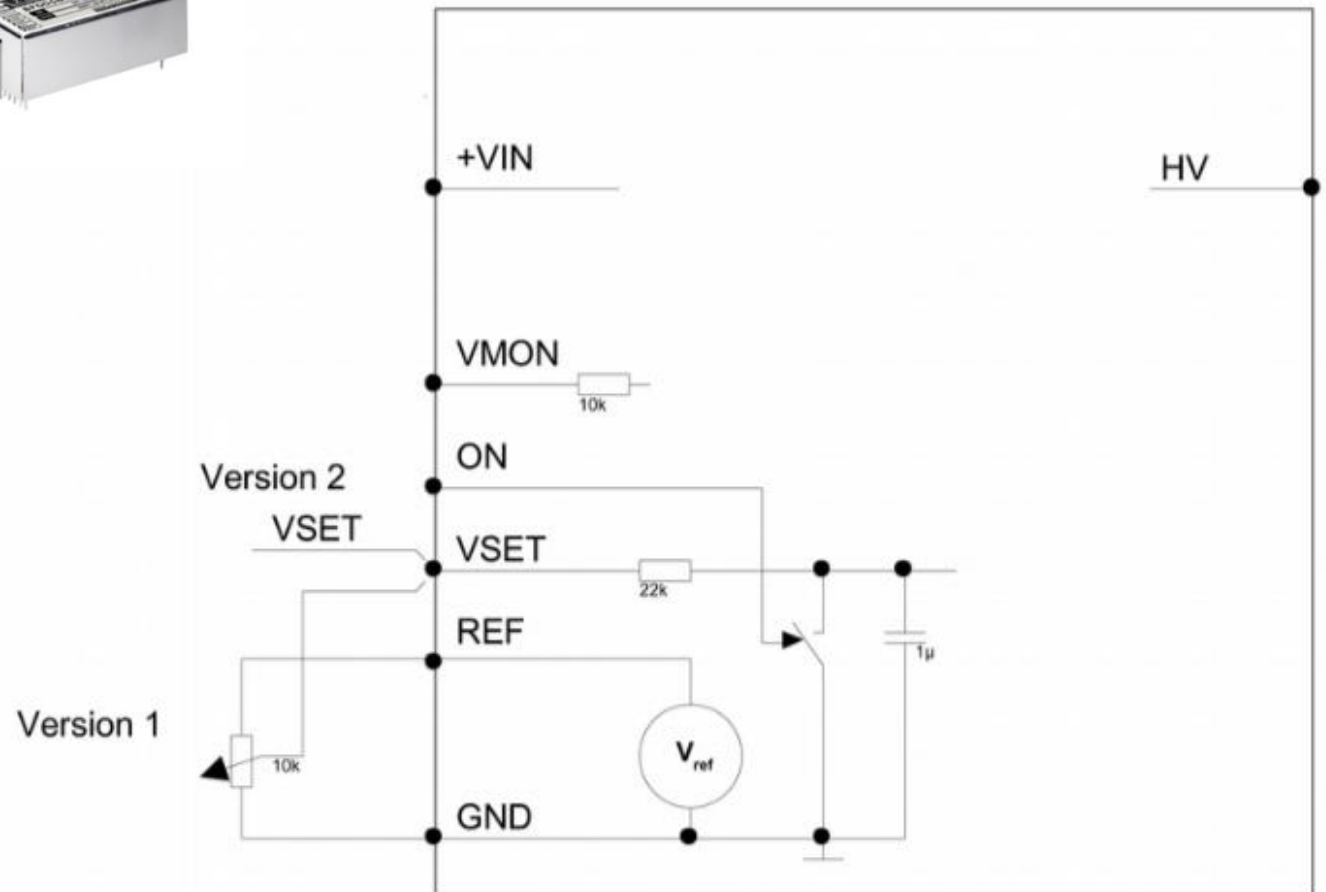 +VIN
HV
VMON
10k
ON
Version 2
VSET
VSET
22k
REF
1µ
Version 1
10k
Vref
GND